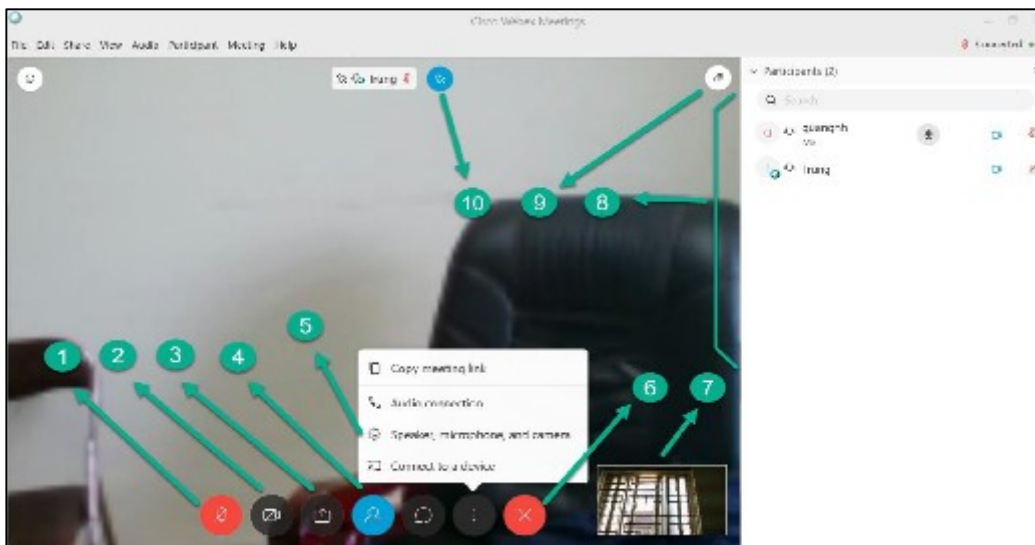 Cisco Webex Meetings
File Edit Share View Audio Participant Meeting Help
Connected
Trung
Participants (2)
Search
quangnh
Me
Trung
10
9
8
5
1
2
3
4
6
7
Copy meeting link
Audio connection
Speaker, microphone, and camera
Connect to a device